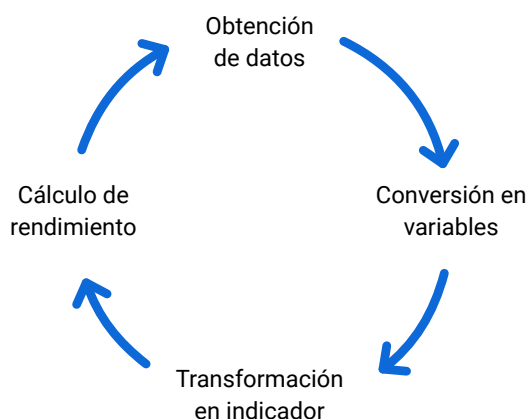 Obtención
de datos
Conversión en
variables
Transformación
en indicador
Cálculo de
rendimiento